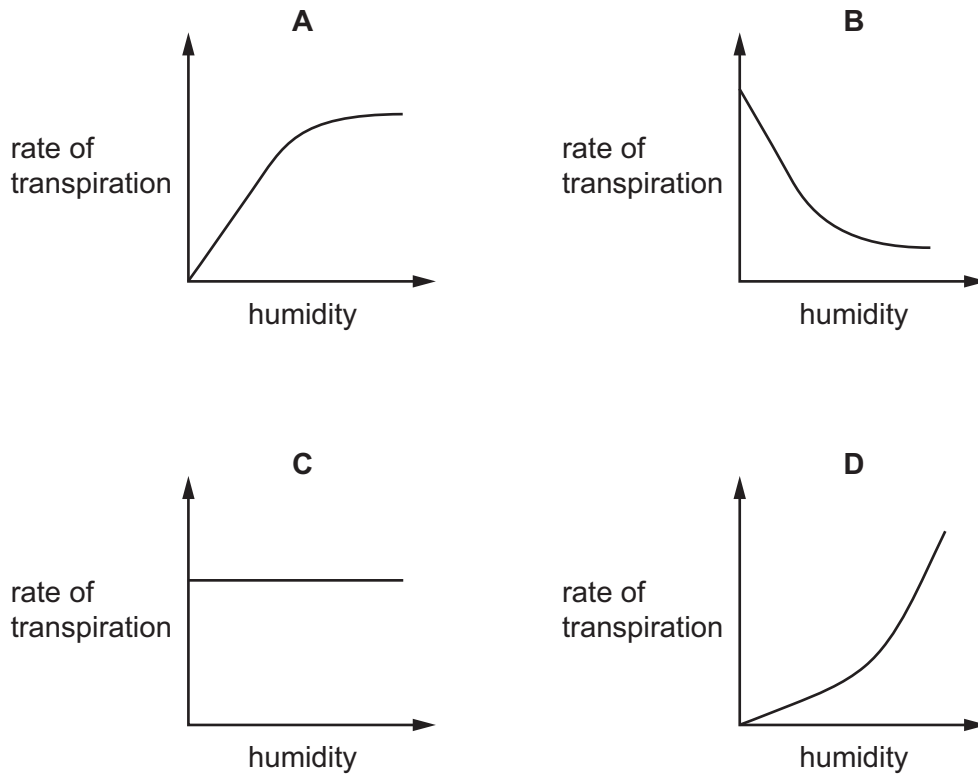 A
rate of
transpiration
humidity
B
rate of
transpiration
humidity
C
rate of
transpiration
humidity
D
rate of
transpiration
humidity